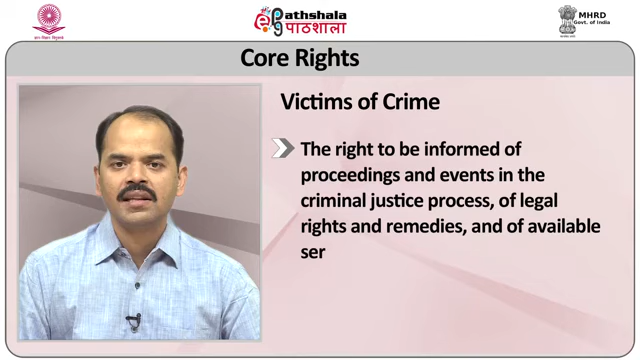 ePathshala
पाठशाला
MHRD
Govt. of India
Core Rights
Victims of Crime
The right to be informed of
proceedings and events in the
criminal justice process, of legal
rights and remedies, and of available
ser